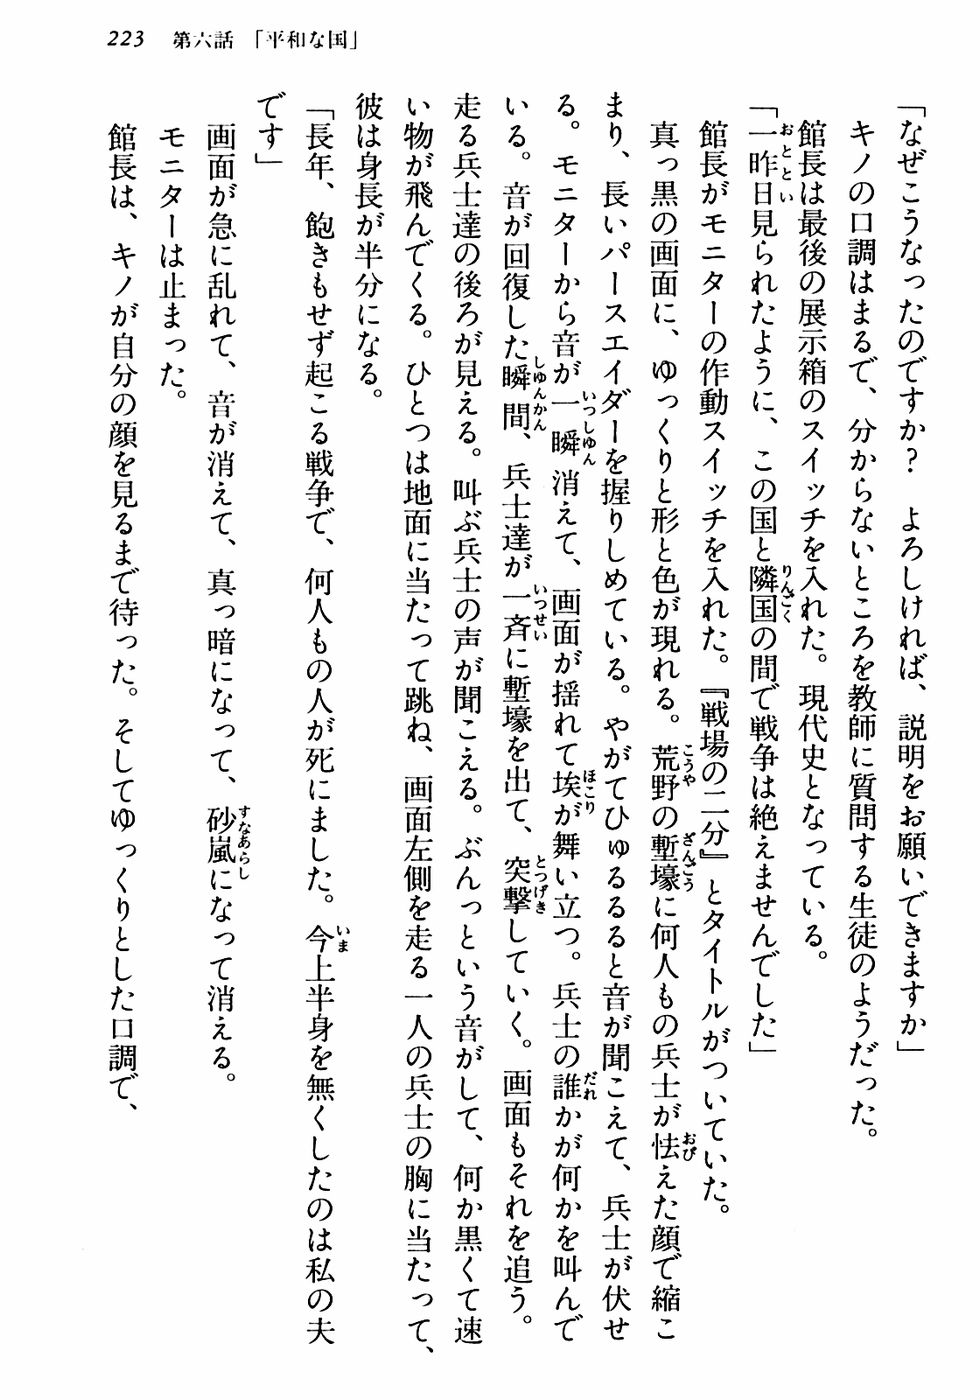 223　第六話　「平和な国」
「なぜこうなったのですか？　よろしければ、説明をお願いできますか」
キノの口調はまるで、分からないところを教師に質問する生徒のようだった。
館長は最後の展示箱のスイッチを入れた。現代史となっている。
「一昨日見られたように、この国と隣国の間で戦争は絶えませんでした」
館長がモニターの作動スイッチを入れた。『戦場の二分』とタイトルがついていた。
真っ黒の画面に、ゆっくりと形と色が現れる。荒野の塹壕に何人もの兵士が怯えた顔で縮こ
まり、長いパースエイダーを握りしめている。やがてひゅるるると音が聞こえて、兵士が伏せ
る。モニターから音が一瞬消えて、画面が揺れて埃が舞い立つ。兵士の誰かが何かを叫んで
いる。音が回復した瞬間、兵士達が一斉に塹壕を出て、突撃していく。画面もそれを追う。
走る兵士達の後ろが見える。叫ぶ兵士の声が聞こえる。ぶんっという音がして、何か黒くて速
い物が飛んでくる。ひとつは地面に当たって跳ね、画面左側を走る一人の兵士の胸に当たって、
彼は身長が半分になる。
「長年、飽きもせず起こる戦争で、何人もの人が死にました。今上半身を無くしたのは私の夫
です」
画面が急に乱れて、音が消えて、真っ暗になって、砂嵐になって消える。
モニターは止まった。
館長は、キノが自分の顔を見るまで待った。そしてゆっくりとした口調で、